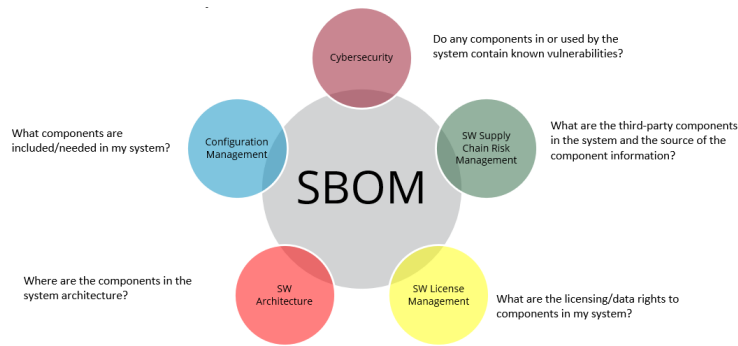 Cybersecurity
Do any components in or used by the
system contain known vulnerabilities?
What components are
included/needed in my system?
Configuration
Management
SW Supply
Chain Risk
Management
What are the third-party components
in the system and the source of the
component information?
SBOM
Where are the components in the
system architecture?
SW
Architecture
SW License
Management
What are the licensing/data rights to
components in my system?